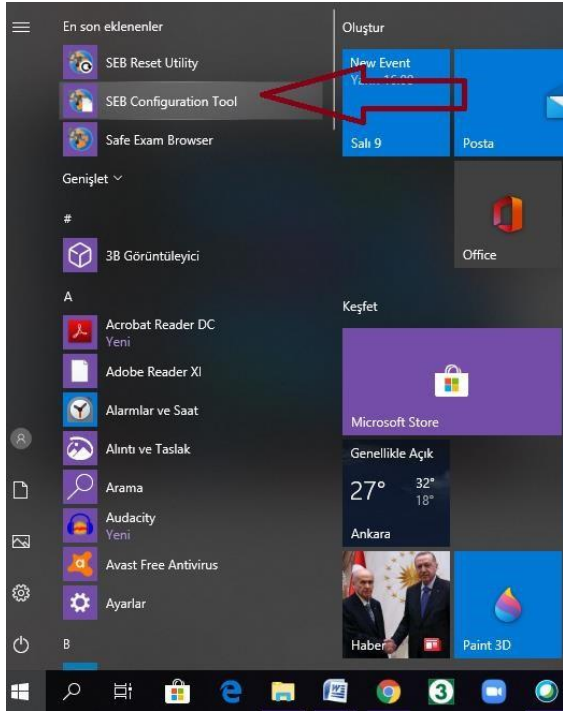 En son eklenenler
SEB Reset Utility
SEB Configuration Tool
Safe Exam Browser
Genişlet
#
3B Görüntüleyici
A
Acrobat Reader DC
Yeni
Adobe Reader XI
Alarmlar ve Saat
Alıntı ve Taslak
Arama
Audacity
Yeni
Avast Free Antivirus
Ayarlar
B
Oluştur
New Event
Salı 9
Posta
Office
Keşfet
Microsoft Store
Genellikle Açık
27°
32°
18°
Ankara
Haber
Paint 3D
3